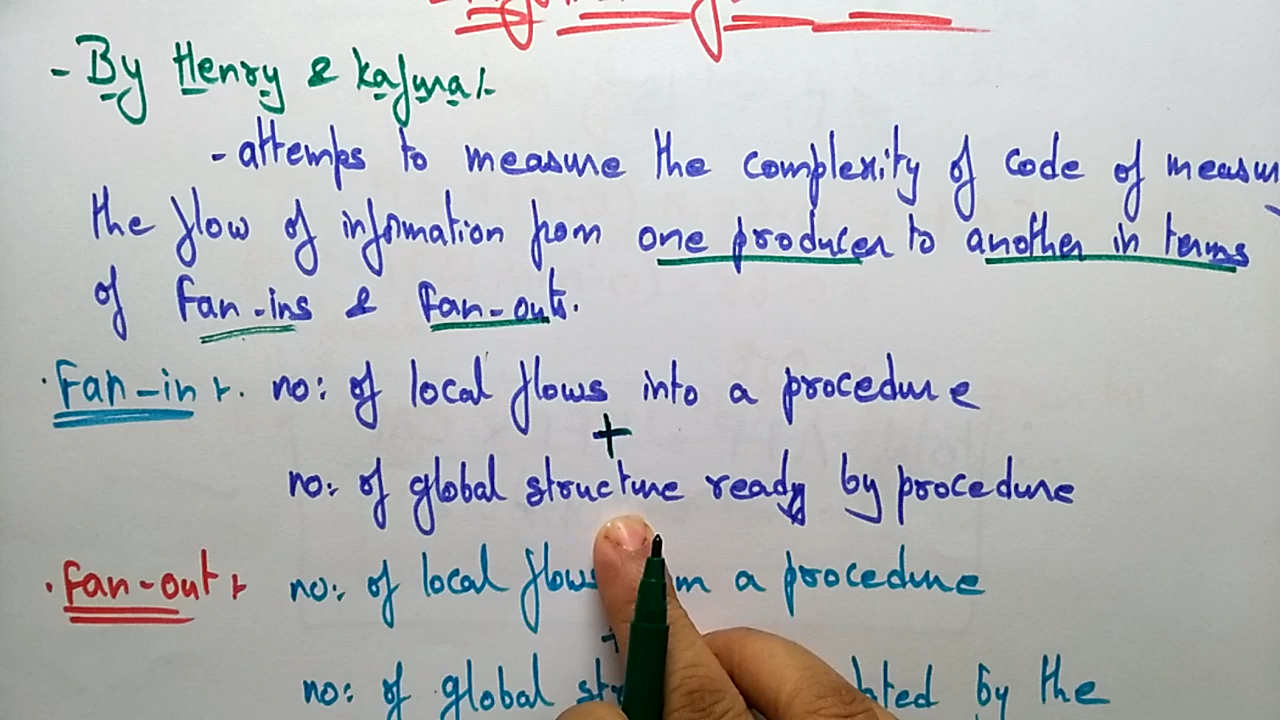 - By Henry & Kafura :-
- attemps to measure the complexity of code of measu
the flow of information from one producer to another in terms
of Fan-ins & Fan-outs.
. Fan-in :- no: of local flows into a procedure
+
no: of global structure ready by procedure
. Fan-out :- no: of local flows m a procedure
+
no: of global str ted by the